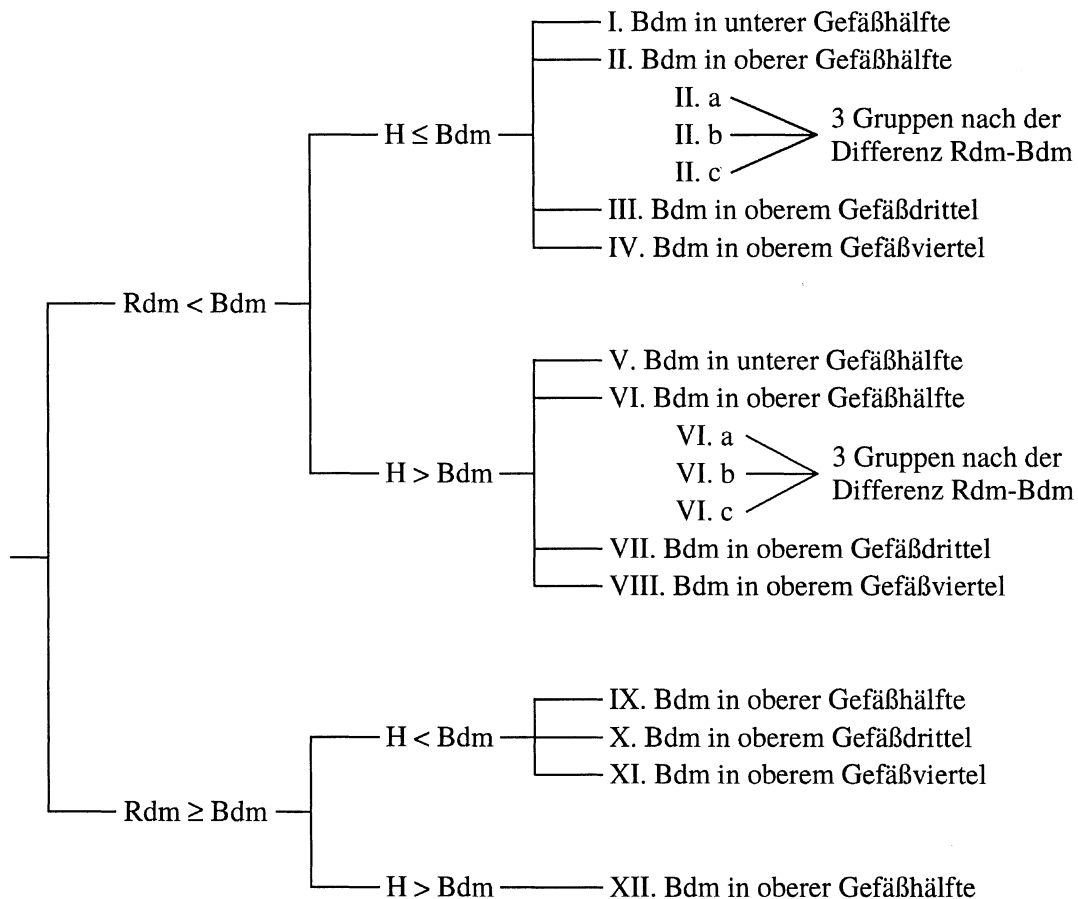 I. Bdm in unterer Gefäßhälfte
II. Bdm in oberer Gefäßhälfte
II. a
II. b
II. c
3 Gruppen nach der
Differenz Rdm-Bdm
H ≤ Bdm
III. Bdm in oberem Gefäßdrittel
IV. Bdm in oberem Gefäßviertel
Rdm < Bdm
V. Bdm in unterer Gefäßhälfte
VI. Bdm in oberer Gefäßhälfte
VI. a
VI. b
VI. c
3 Gruppen nach der
Differenz Rdm-Bdm
H > Bdm
VII. Bdm in oberem Gefäßdrittel
VIII. Bdm in oberem Gefäßviertel
IX. Bdm in oberer Gefäßhälfte
H < Bdm
X. Bdm in oberem Gefäßdrittel
XI. Bdm in oberem Gefäßviertel
Rdm ≥ Bdm
H > Bdm
XII. Bdm in oberer Gefäßhälfte